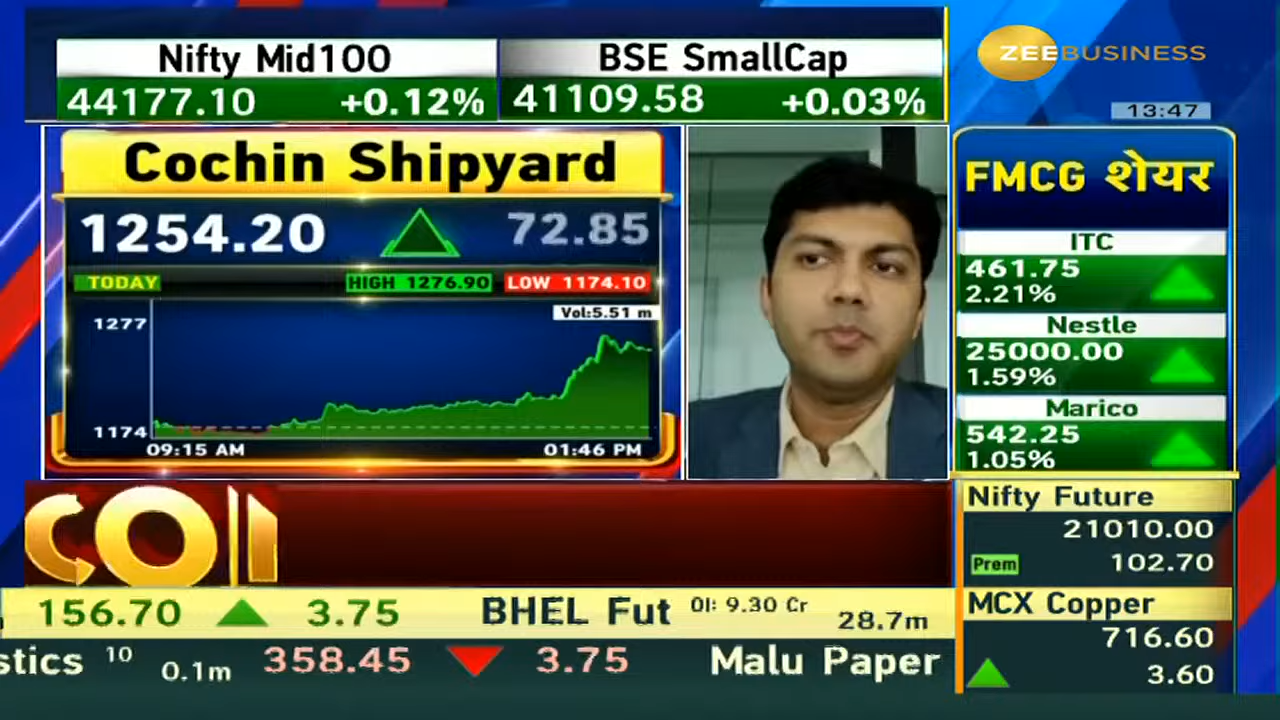 Nifty Mid100
44177.10 +0.12%
BSE SmallCap
41109.58 +0.03%
ZEEBUSINESS
13:47
Cochin Shipyard
1254.20 72.85
TODAY HIGH 1276.90 LOW 1174.10
Vol:5.51 m
1277
1174
09:15 AM 01:46 PM
FMCG शेयर
ITC
461.75
2.21%
Nestle
25000.00
1.59%
Marico
542.25
1.05%
Nifty Future
21010.00
Prem 102.70
MCX Copper
716.60
3.60
156.70 3.75 BHEL Fut OI: 9.30 Cr 28.7m
stics 10 0.1m 358.45 3.75 Malu Paper